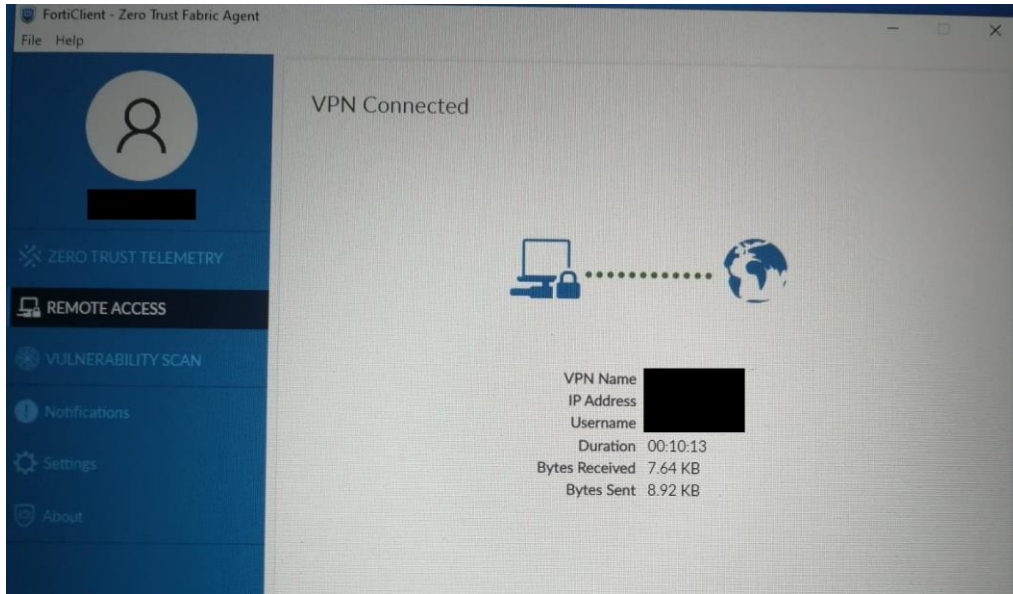 FortiClient - Zero Trust Fabric Agent
File Help
VPN Connected
ZERO TRUST TELEMETRY
REMOTE ACCESS
VULNERABILITY SCAN
Notifications
Settings
About
VPN Name
IP Address
Username
Duration 00:10:13
Bytes Received 7.64 KB
Bytes Sent 8.92 KB